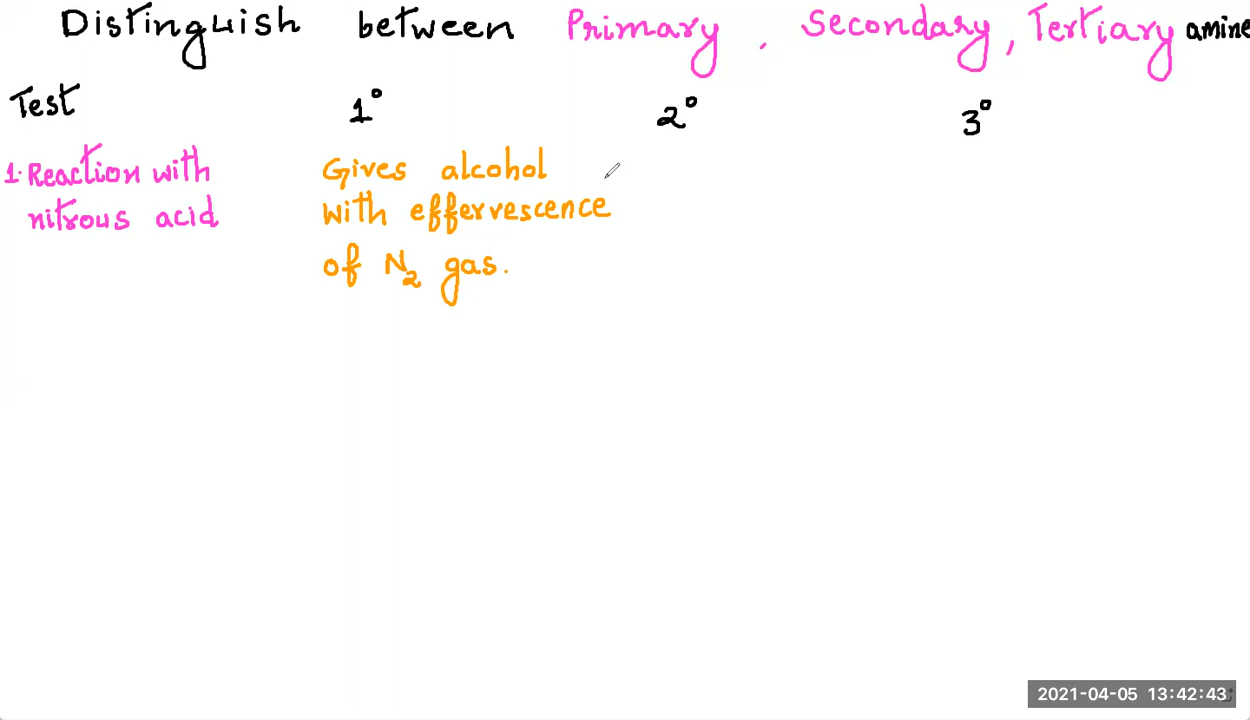 Distinguish between Primary, Secondary, Tertiary amine
Test 1° 2° 3°
1. Reaction with Gives alcohol
nitrous acid with effervescence
of N₂ gas.
2021-04-05 13:42:43